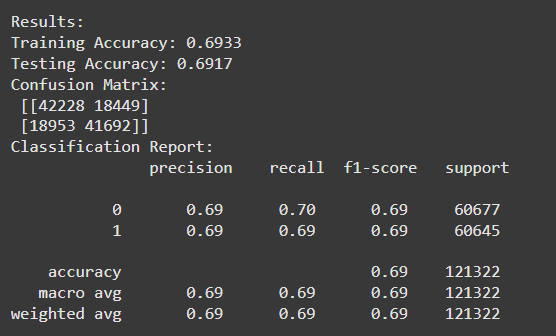 Results:
Training Accuracy: 0.6933
Testing Accuracy: 0.6917
Confusion Matrix:
[[42228 18449]
[18953 41692]]
Classification Report:
precision recall f1-score support
0 0.69 0.70 0.69 60677
1 0.69 0.69 0.69 60645
accuracy 0.69 121322
macro avg 0.69 0.69 0.69 121322
weighted avg 0.69 0.69 0.69 121322